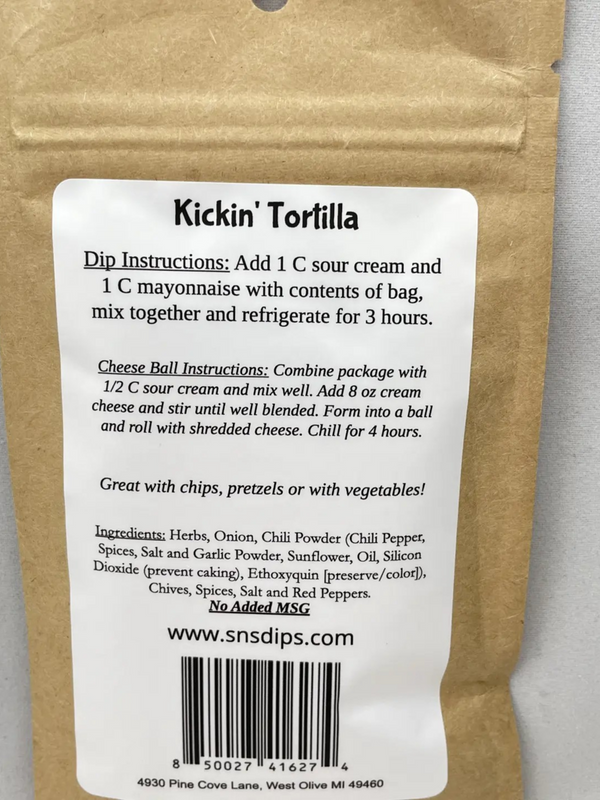 Kickin' Tortilla
Dip Instructions: Add 1 C sour cream and
1 C mayonnaise with contents of bag,
mix together and refrigerate for 3 hours.
Cheese Ball Instructions: Combine package with
1/2 C sour cream and mix well. Add 8 oz cream
cheese and stir until well blended. Form into a ball
and roll with shredded cheese. Chill for 4 hours.
Great with chips, pretzels or with vegetables!
Ingredients: Herbs, Onion, Chili Powder (Chili Pepper,
Spices, Salt and Garlic Powder, Sunflower, Oil, Silicon
Dioxide (prevent caking), Ethoxyquin [preserve/color]),
Chives, Spices, Salt and Red Peppers.
No Added MSG
www.snsdips.com
8 50027 41627 4
4930 Pine Cove Lane, West Olive MI 49460